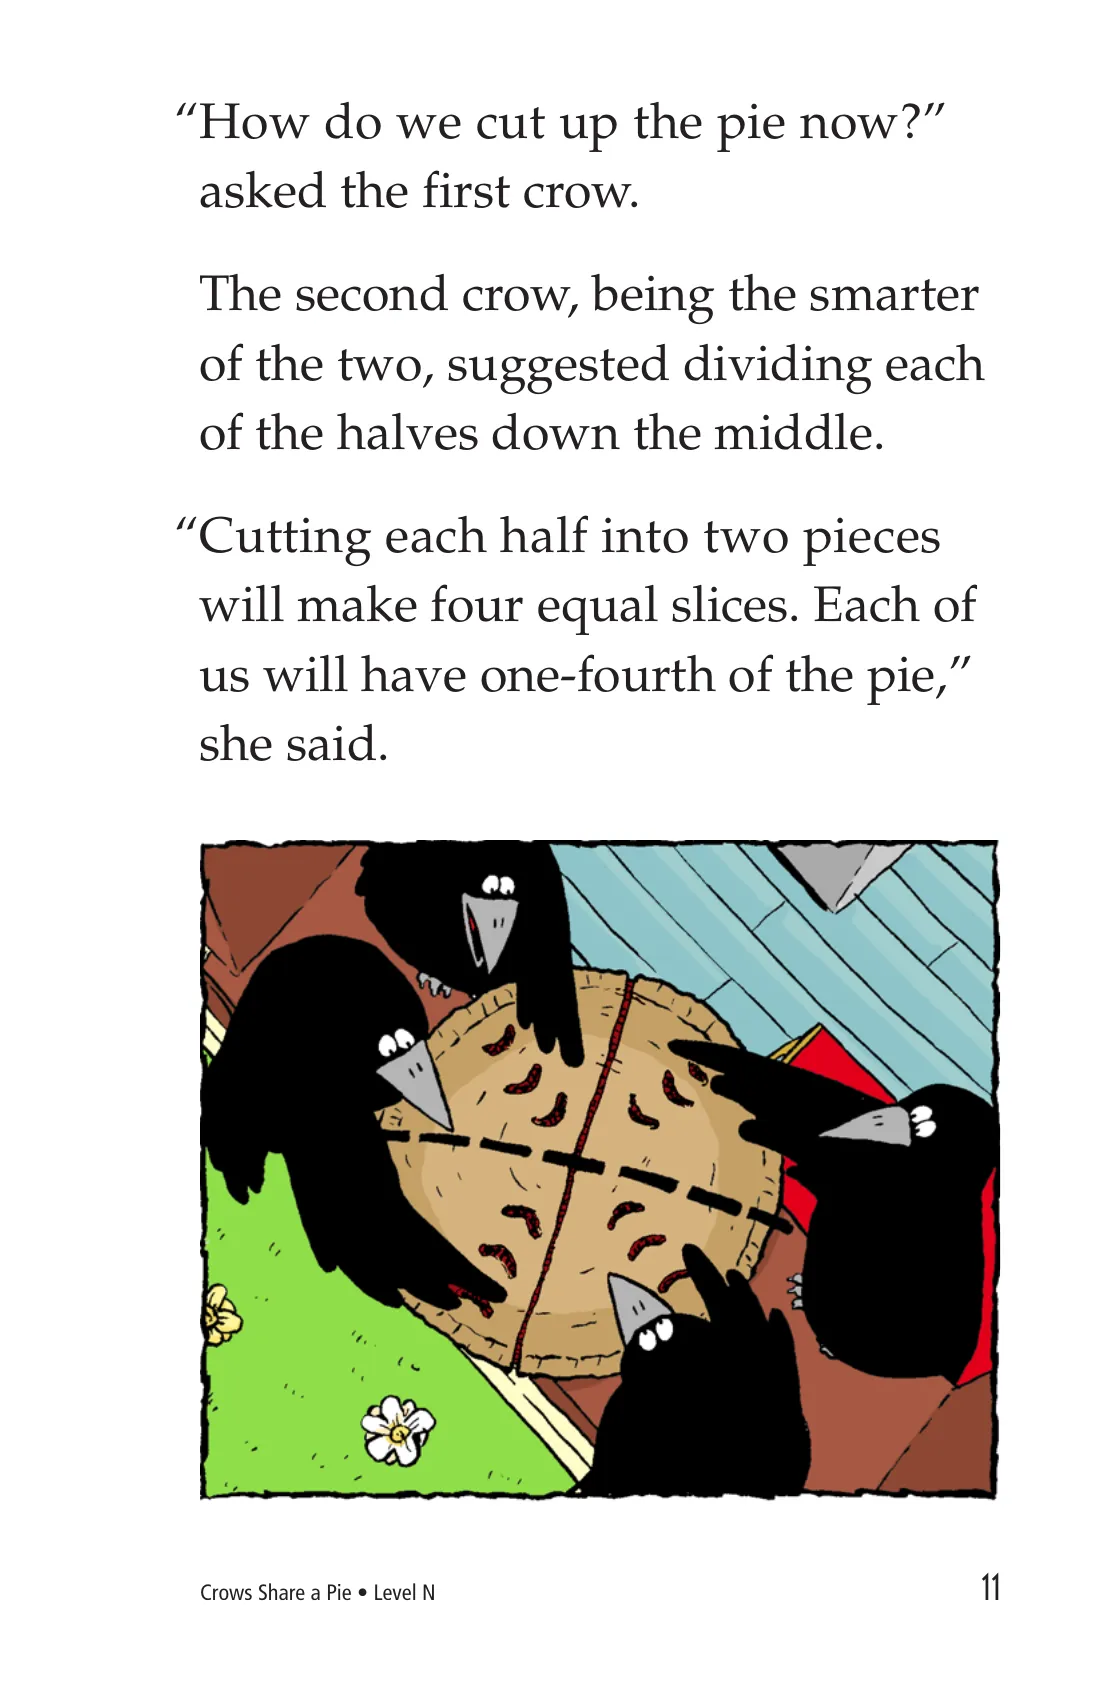 “How do we cut up the pie now?”
asked the first crow.
The second crow, being the smarter
of the two, suggested dividing each
of the halves down the middle.
“Cutting each half into two pieces
will make four equal slices. Each of
us will have one-fourth of the pie,”
she said.
Crows Share a Pie • Level N
11